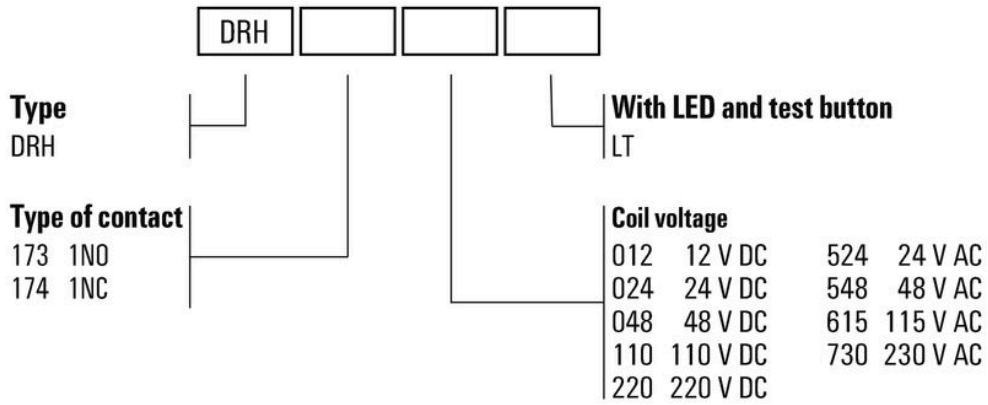 DRH
Type
DRH
With LED and test button
LT
Type of contact
173 1NO
174 1NC
Coil voltage
012 12 V DC 524 24 V AC
024 24 V DC 548 48 V AC
048 48 V DC 615 115 V AC
110 110 V DC 730 230 V AC
220 220 V DC